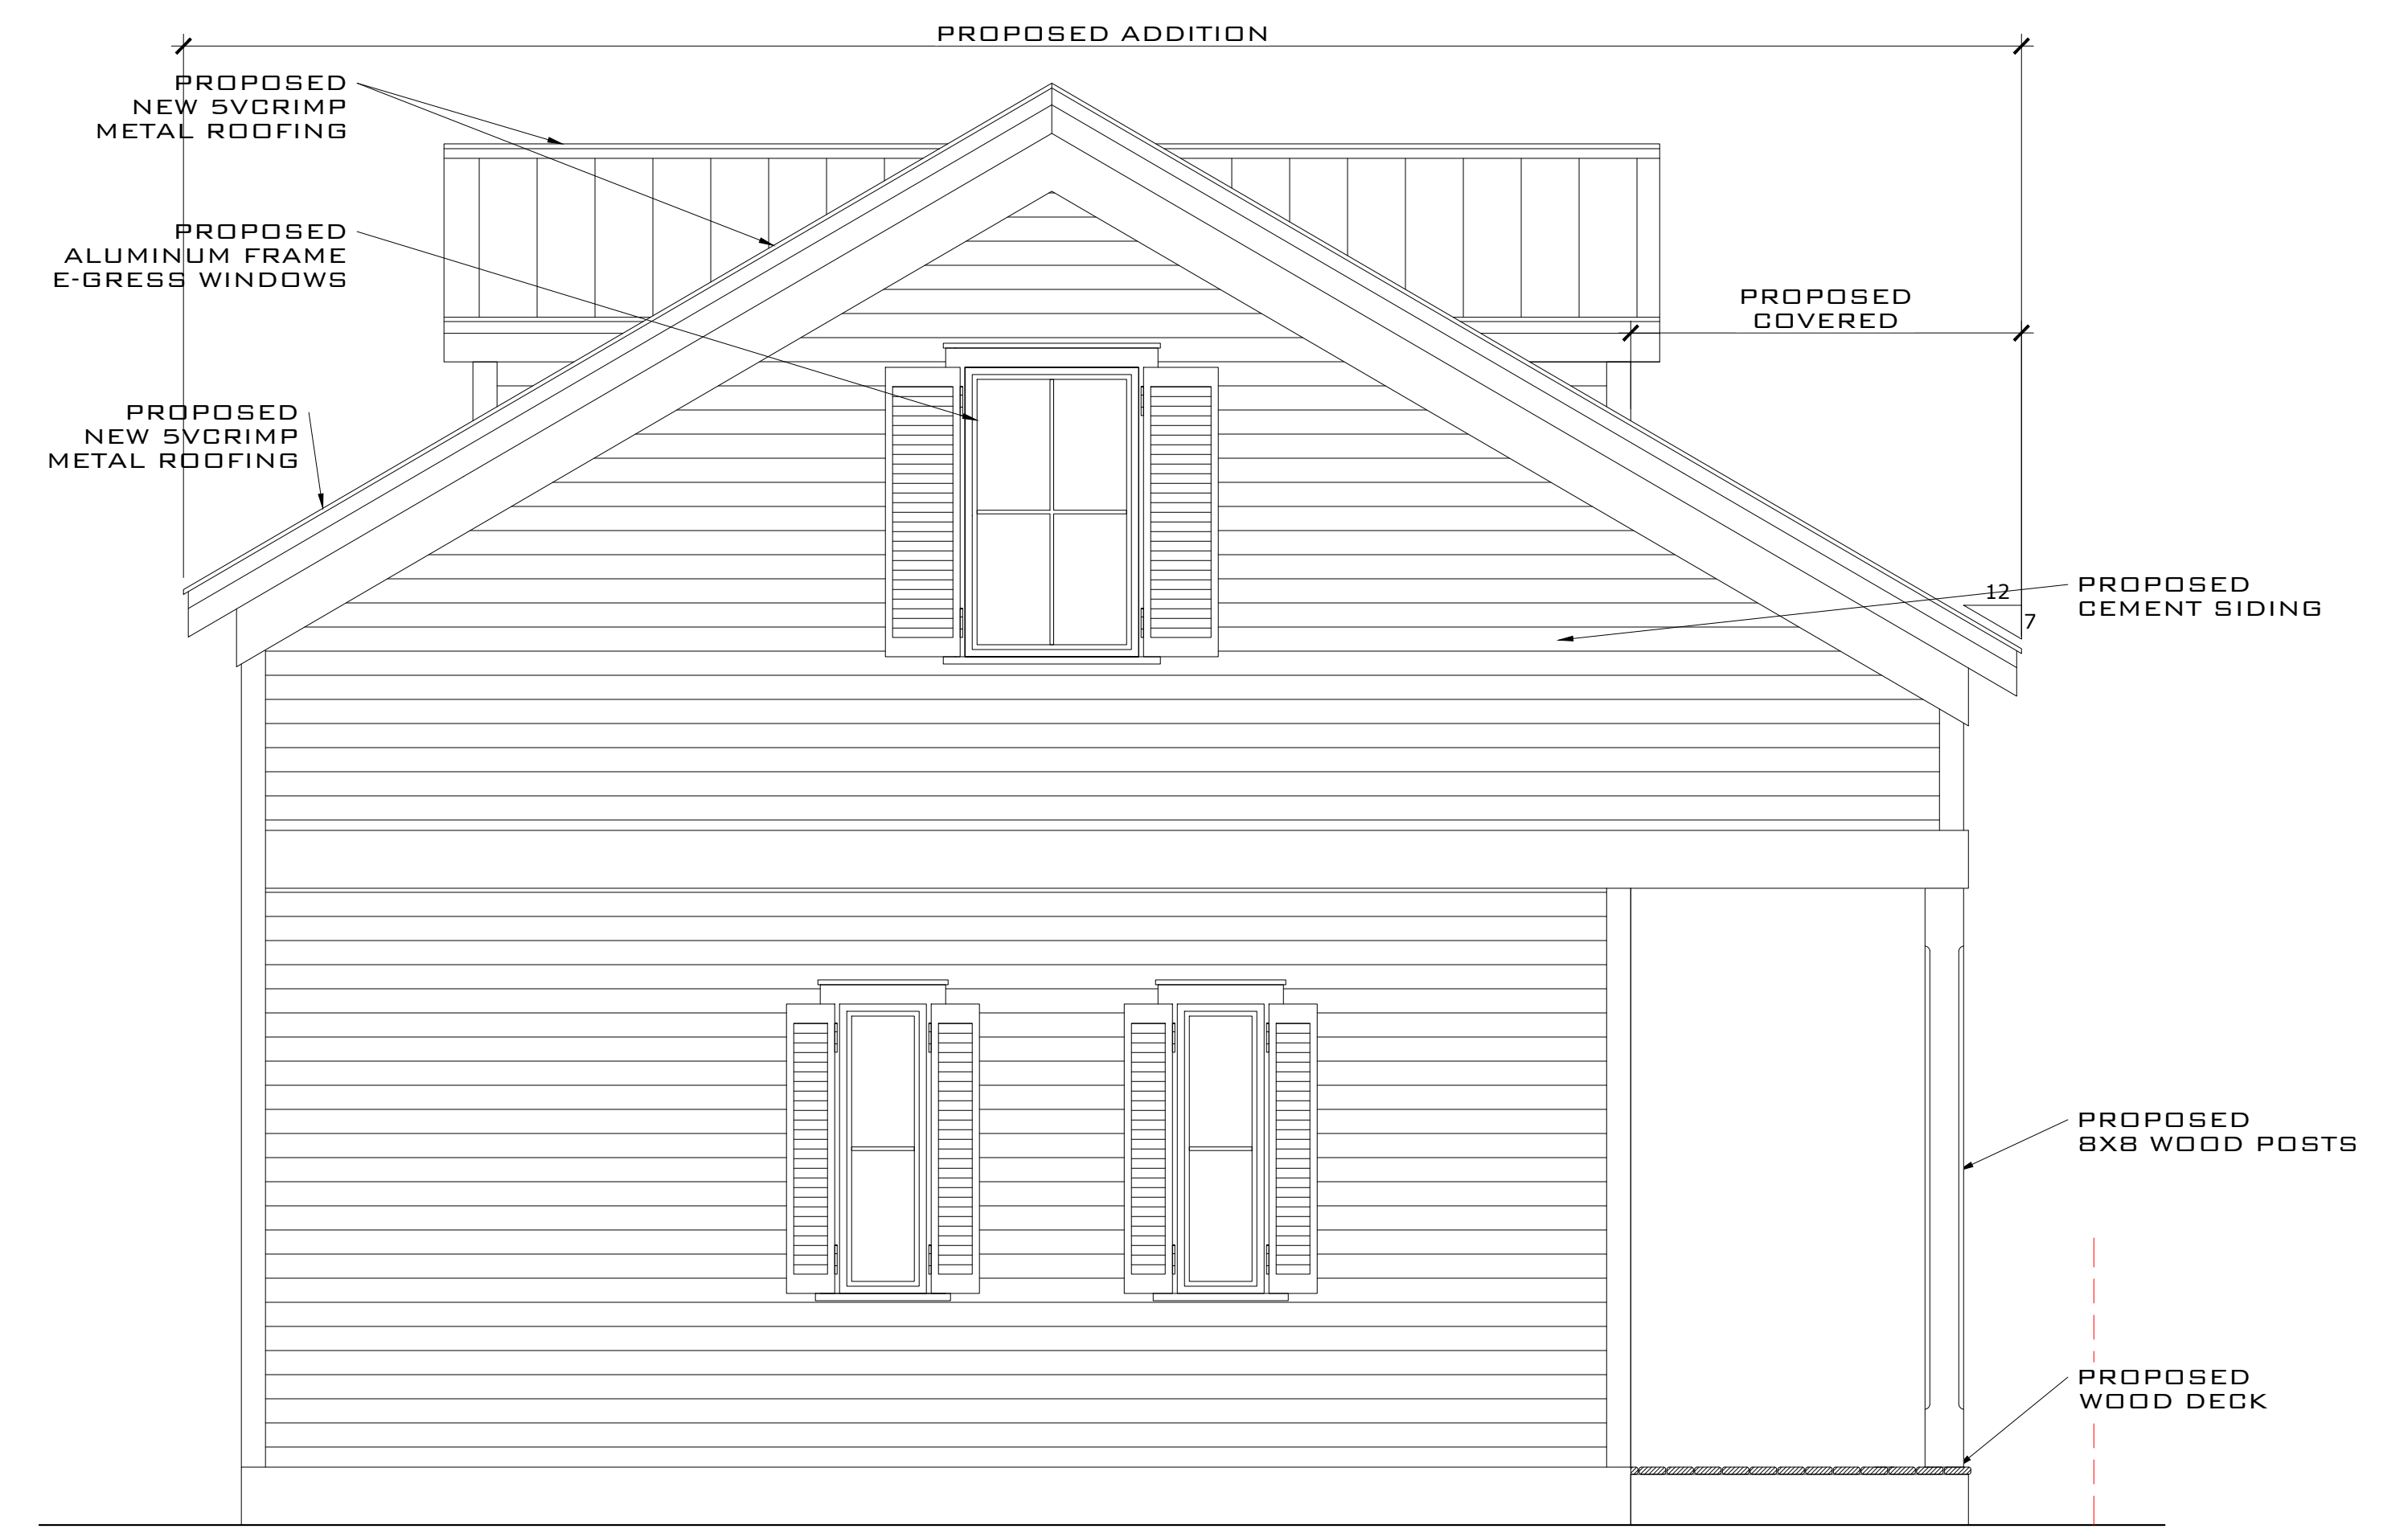 PROPOSED ADDITION
PROPOSED
NEW 5VCRIMP
METAL ROOFING
PROPOSED
ALUMINUM FRAME
E-GRESS WINDOWS
PROPOSED
COVERED
PROPOSED
NEW 5VCRIMP
METAL ROOFING
12
7
PROPOSED
CEMENT SIDING
PROPOSED
8X8 WOOD POSTS
PROPOSED
WOOD DECK